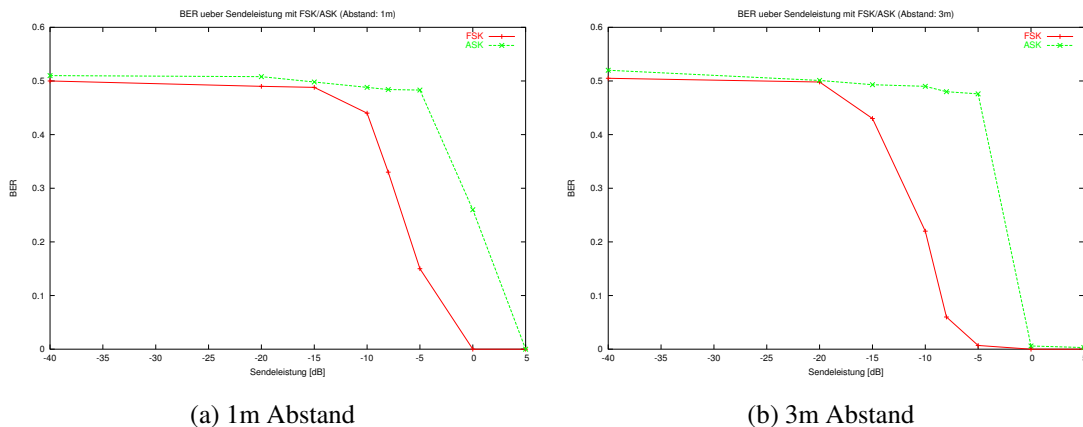 BER ueber Sendeleistung mit FSK/ASK (Abstand: 1m)
0.6
0.5
0.4
0.3
0.2
0.1
0
BER
FSK
ASK
-40 -35 -30 -25 -20 -15 -10 -5 0 5
Sendeleistung [dB]
(a) 1m Abstand
BER ueber Sendeleistung mit FSK/ASK (Abstand: 3m)
0.6
0.5
0.4
0.3
0.2
0.1
0
BER
FSK
ASK
-40 -35 -30 -25 -20 -15 -10 -5 0 5
Sendeleistung [dB]
(b) 3m Abstand